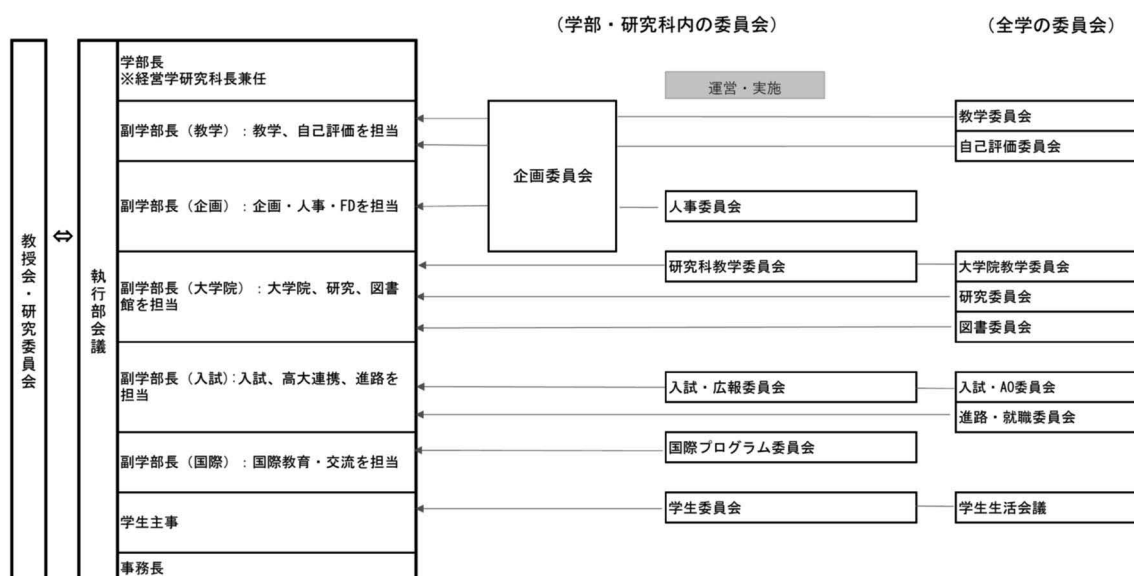 (学部・研究科内の委員会)
(全学の委員会)
教授会・研究委員会
⇔
執行部会議
学部長
※経営学研究科長兼任
副学部長(教学):教学、自己評価を担当
副学部長(企画):企画・人事・FDを担当
副学部長(大学院):大学院、研究、図書
館を担当
副学部長(入試):入試、高大連携、進路を
担当
副学部長(国際):国際教育・交流を担当
学生主事
事務長
企画委員会
運営・実施
人事委員会
研究科教学委員会
入試・広報委員会
国際プログラム委員会
学生委員会
教学委員会
自己評価委員会
大学院教学委員会
研究委員会
図書委員会
入試・AO委員会
進路・就職委員会
学生生活会議